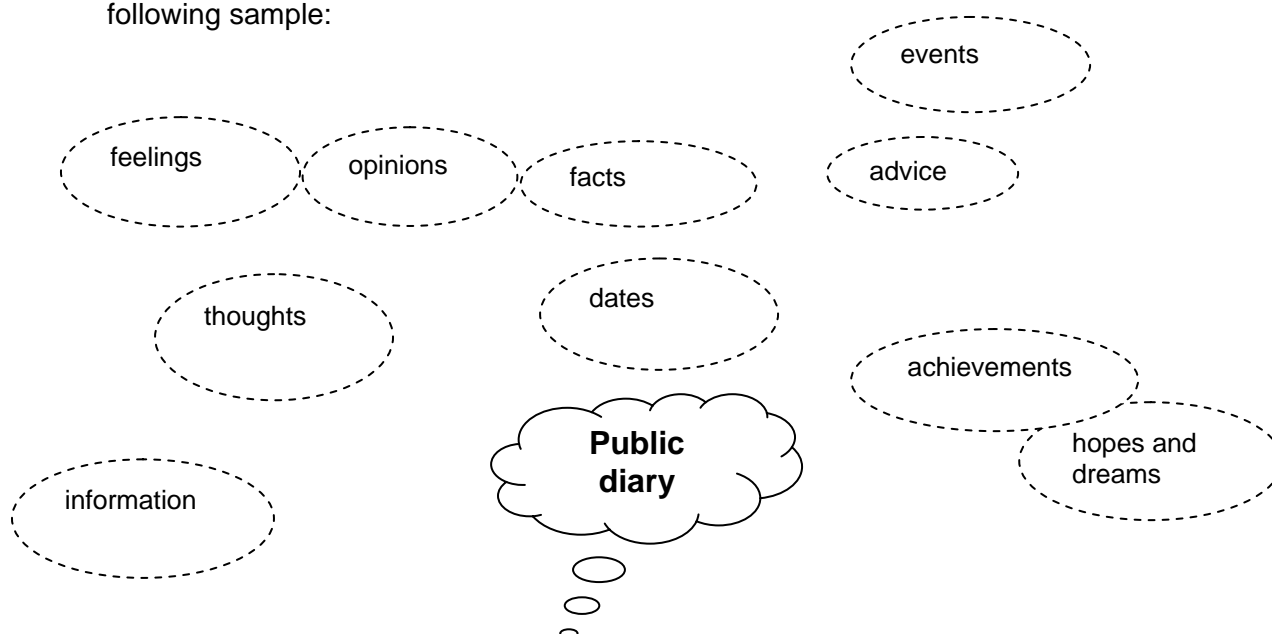 following sample:
events
feelings
opinions
facts
advice
thoughts
dates
achievements
Public
diary
hopes and
dreams
information